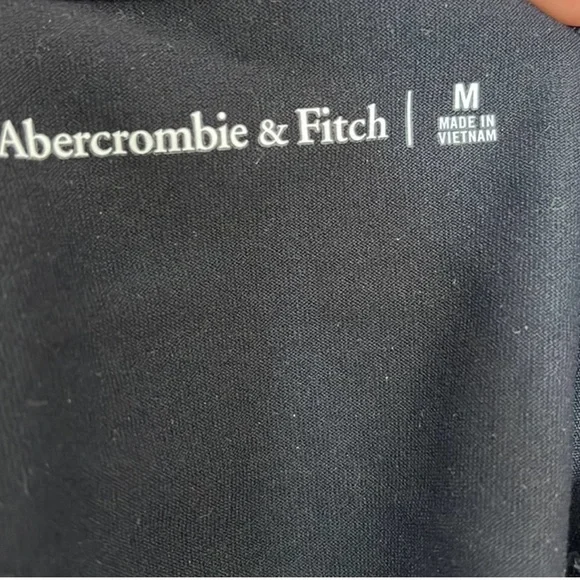 Abercrombie & Fitch | M
MADE IN
VIETNAM